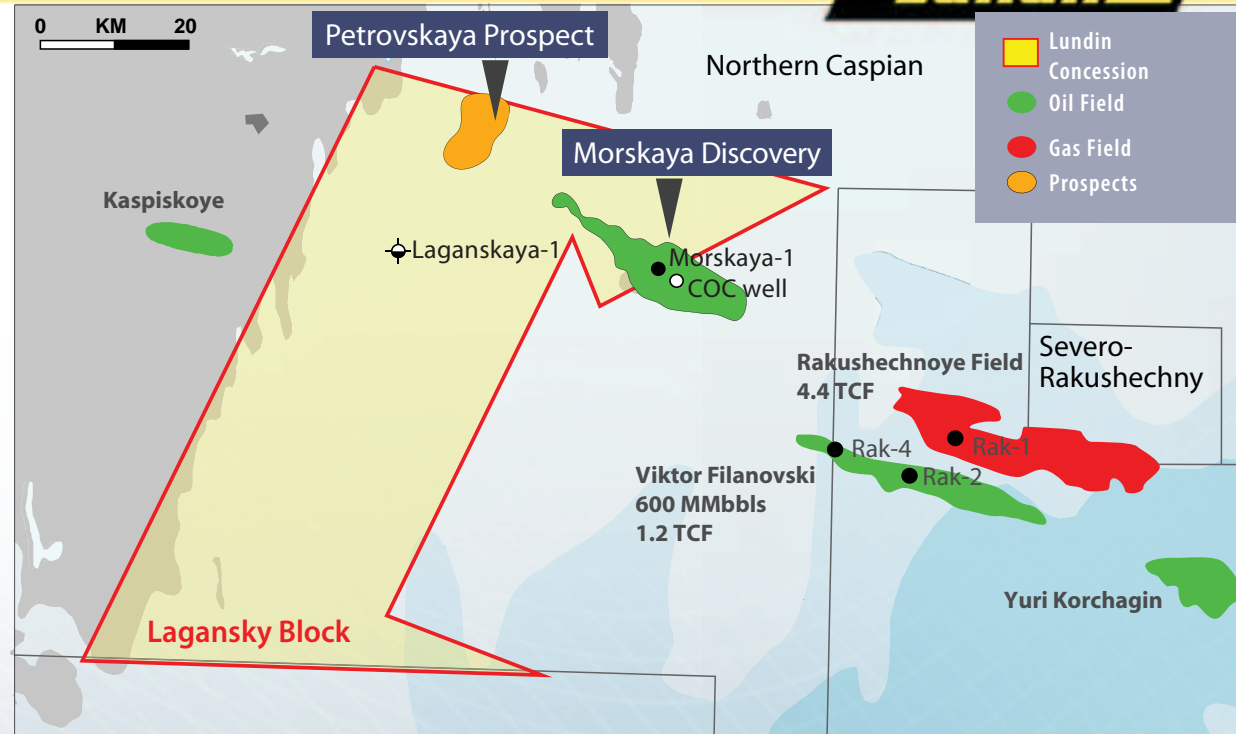 0 KM 20
Petrovskaya Prospect
Northern Caspian
Lundin
Concession
Oil Field
Gas Field
Prospects
Morskaya Discovery
Kaspiskoye
Laganskaya-1
Morskaya-1
COC well
Severo-
Rakushechny
Rakushechnoye Field
4.4 TCF
Rak-4
Rak-1
Rak-2
Viktor Filanovski
600 MMbbls
1.2 TCF
Yuri Korchagin
Lagansky Block